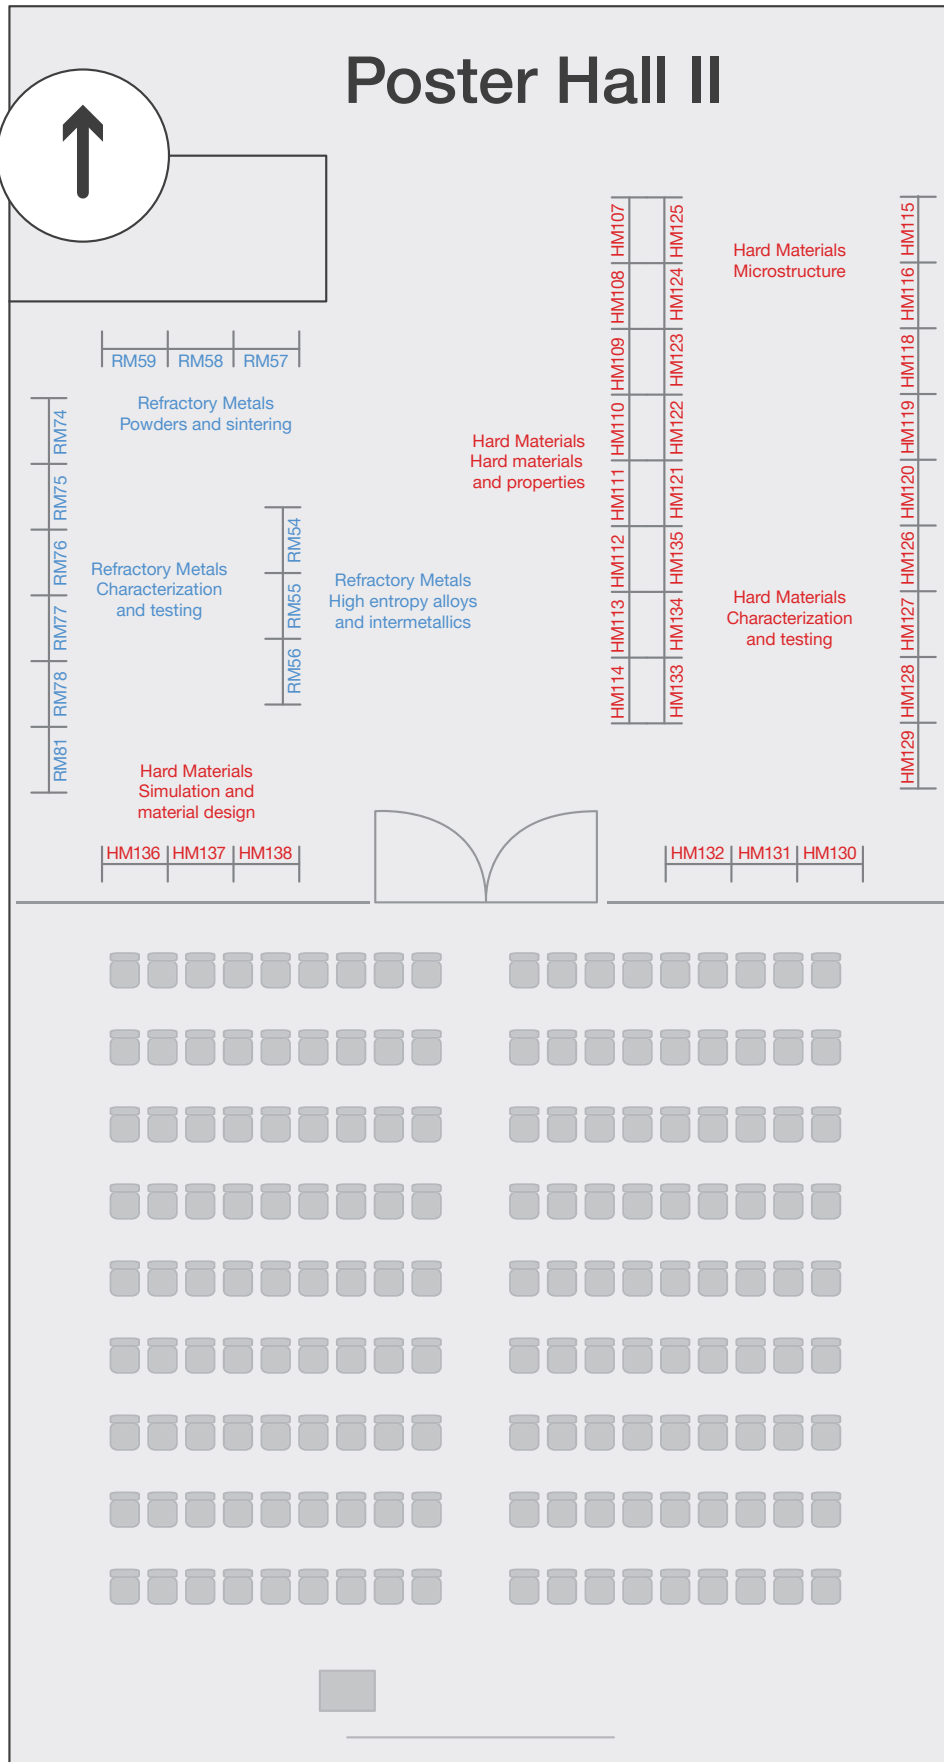 Poster Hall II
RM59
RM58
RM57
Refractory Metals
Powders and sintering
RM74
RM75
RM76
RM77
RM78
RM81
Refractory Metals
Characterization
and testing
RM54
RM55
RM56
Refractory Metals
High entropy alloys
and intermetallics
Hard Materials
Simulation and
material design
HM136
HM137
HM138
Hard Materials
Hard materials
and properties
HM107
HM108
HM109
HM110
HM111
HM112
HM113
HM114
HM125
HM124
HM123
HM122
HM121
HM135
HM134
HM133
Hard Materials
Microstructure
Hard Materials
Characterization
and testing
HM115
HM116
HM118
HM119
HM120
HM126
HM127
HM128
HM129
HM132
HM131
HM130